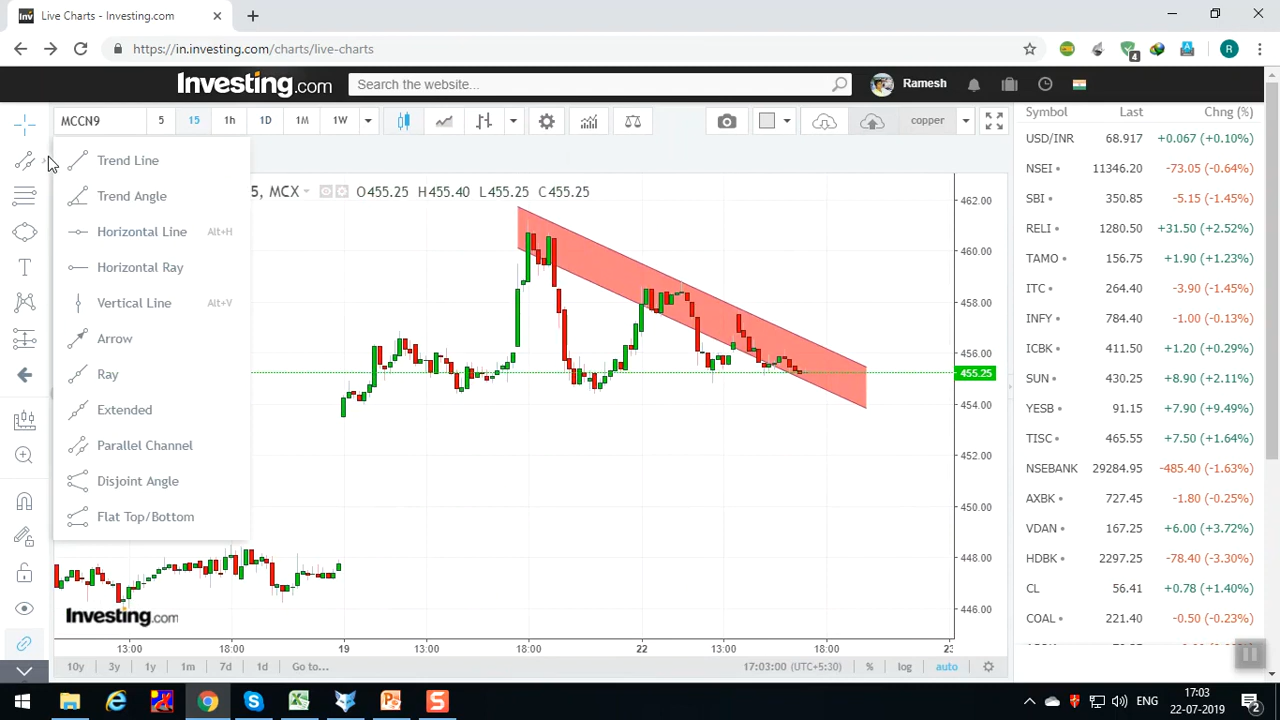 Live Charts - Investing.com
https://in.investing.com/charts/live-charts
4
R
Investing.com
Search the website...
Ramesh
MCCN9
5
15
1h
1D
1M
1W
copper
Symbol
Last
Chng (%)
5, MCX
O455.25 H455.40 L455.25 C455.25
Trend Line
Trend Angle
Horizontal Line Alt+H
Horizontal Ray
Vertical Line Alt+V
Arrow
Ray
Extended
Parallel Channel
Disjoint Angle
Flat Top/Bottom
462.00
460.00
458.00
456.00
455.25
454.00
452.00
450.00
448.00
446.00
USD/INR 68.917 +0.067 (+0.10%)
NSEI 11346.20 -73.05 (-0.64%)
SBI 350.85 -5.15 (-1.45%)
RELI 1280.50 +31.50 (+2.52%)
TAMO 156.75 +1.90 (+1.23%)
ITC 264.40 -3.90 (-1.45%)
INFY 784.40 -1.00 (-0.13%)
ICBK 411.50 +1.20 (+0.29%)
SUN 430.25 +8.90 (+2.11%)
YESB 91.15 +7.90 (+9.49%)
TISC 465.55 +7.50 (+1.64%)
NSEBANK 29284.95 -485.40 (-1.63%)
AXBK 727.45 -1.80 (-0.25%)
VDAN 167.25 +6.00 (+3.72%)
HDBK 2297.25 -78.40 (-3.30%)
CL 56.41 +0.78 (+1.40%)
COAL 221.40 -0.50 (-0.23%)
Investing.com
13:00 18:00 19 13:00 18:00 22 13:00 18:00 23
10y 3y 1y 1m 7d 1d Go to...
17:03:00 (UTC+5:30) % log auto
ENG
17:03
22-07-2019
2